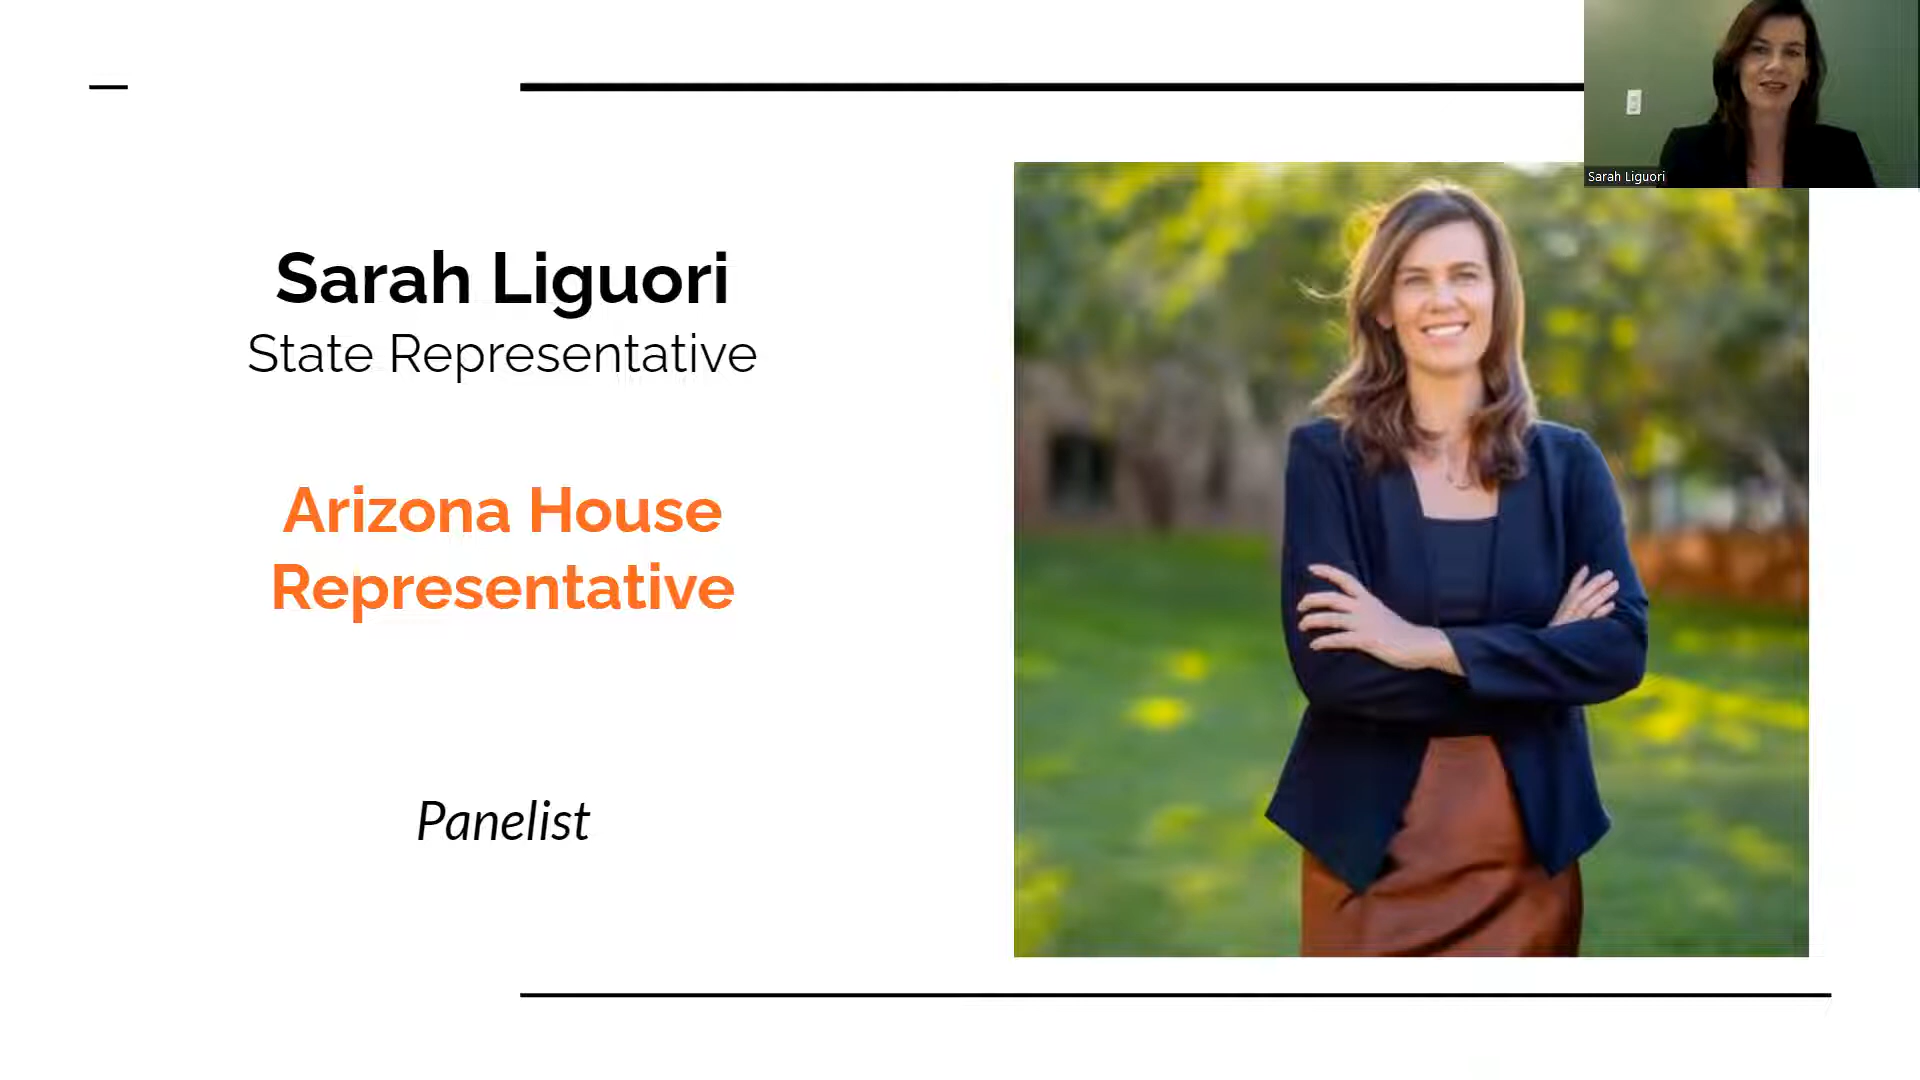 Sarah Liguori
Sarah Liguori
State Representative
Arizona House
Representative
Panelist